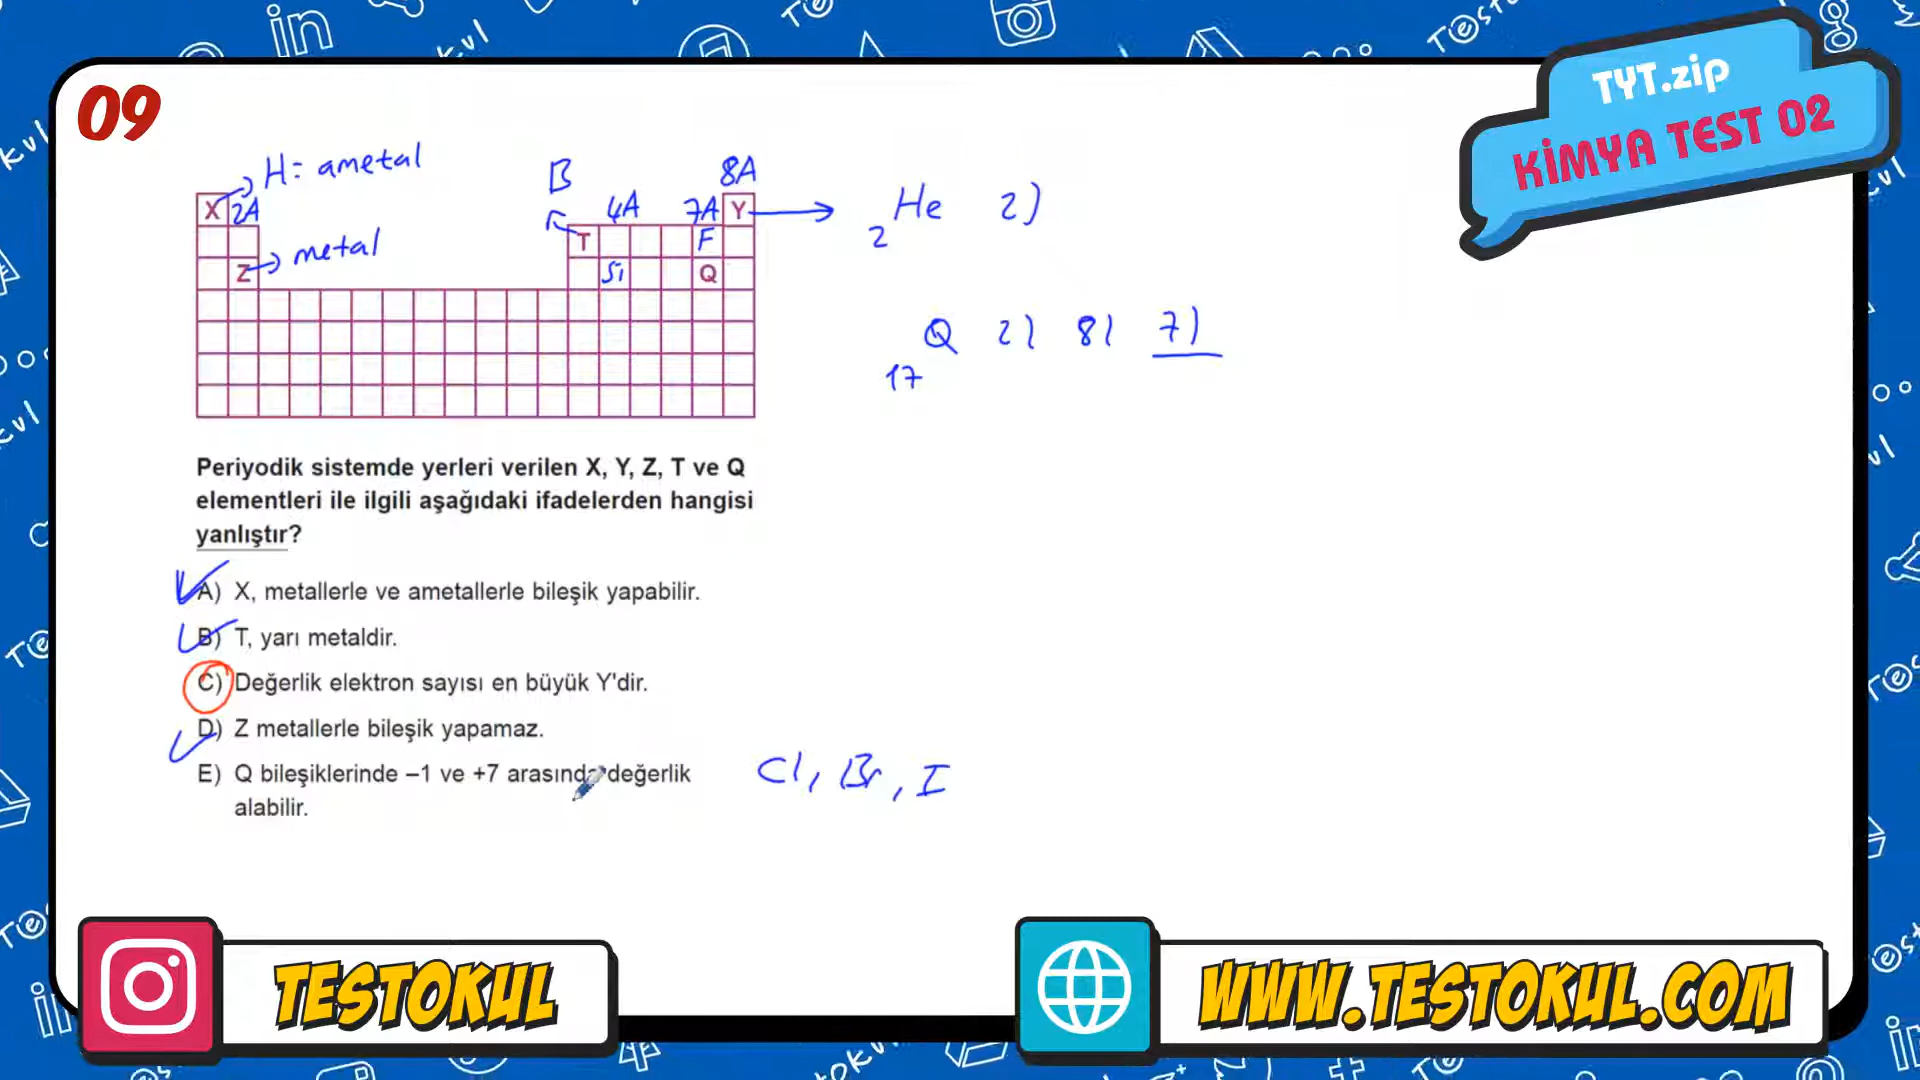 09
TYT.zip
KİMYA TEST 02
H: ametal
B
8A
X
2A
4A
7A
Y
2He 2)
T
F
Z
metal
Si
Q
17Q 2) 8) 7)
Periyodik sistemde yerleri verilen X, Y, Z, T ve Q
elementleri ile ilgili aşağıdaki ifadelerden hangisi
yanlıştır?
A) X, metallerle ve ametallerle bileşik yapabilir.
B) T, yarı metaldir.
C) Değerlik elektron sayısı en büyük Y'dir.
D) Z metallerle bileşik yapamaz.
E) Q bileşiklerinde –1 ve +7 arasında değerlik
alabilir.
Cl, Br, I
TESTOKUL
WWW.TESTOKUL.COM